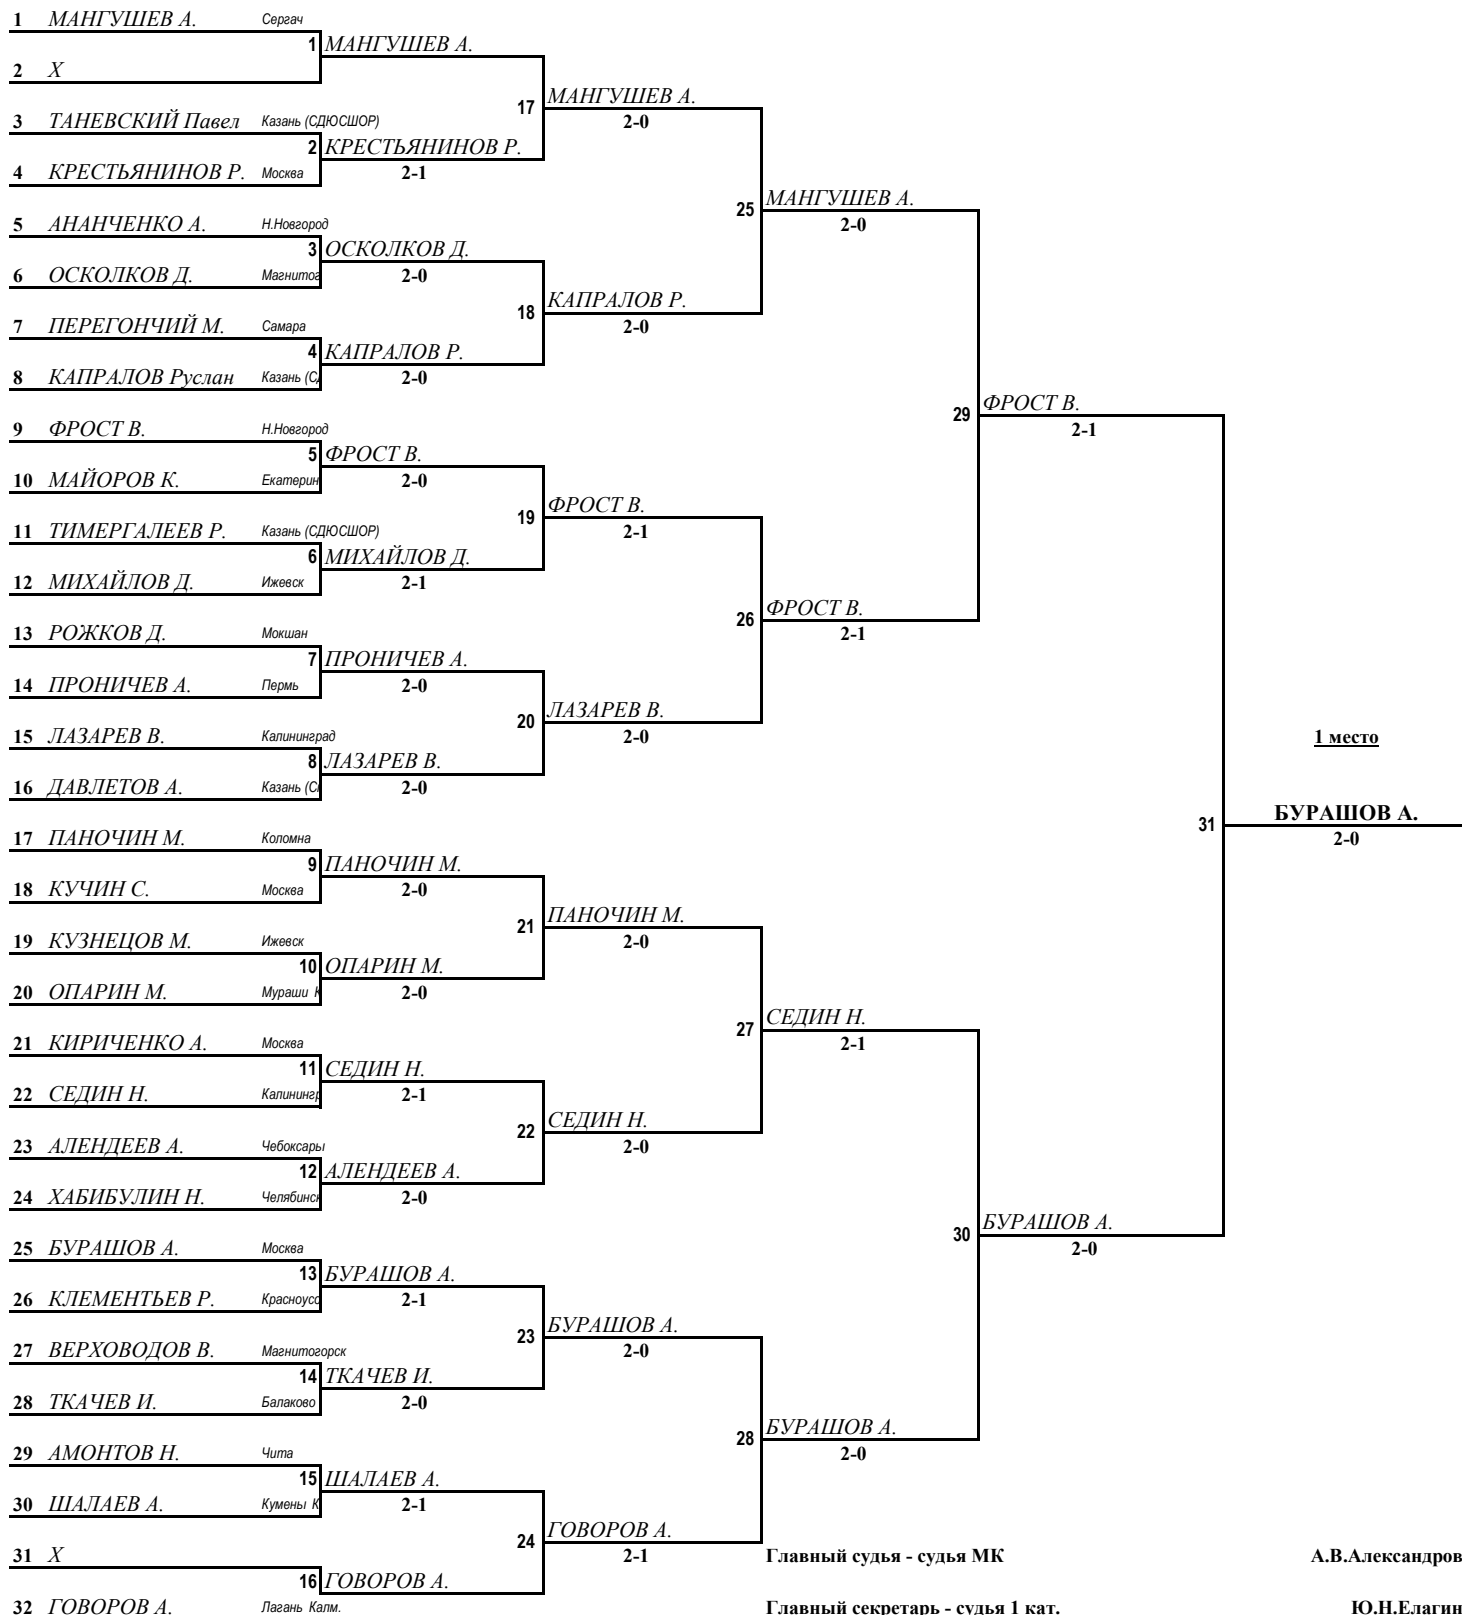 1 МАНГУШЕВ А. Сергач
1 МАНГУШЕВ А.
2 X
МАНГУШЕВ А.
17 2-0
3 ТАНЕВСКИЙ Павел Казань (СДЮСШОР)
2 КРЕСТЬЯНИНОВ Р.
4 КРЕСТЬЯНИНОВ Р. Москва 2-1
МАНГУШЕВ А.
25 2-0
5 АНАНЧЕНКО А. Н.Новгород
3 ОСКОЛКОВ Д.
6 ОСКОЛКОВ Д. Магнитог 2-0
КАПРАЛОВ Р.
18 2-0
7 ПЕРЕГОНЧИЙ М. Самара
4 КАПРАЛОВ Р.
8 КАПРАЛОВ Руслан Казань (СД 2-0
ФРОСТ В.
29 2-1
9 ФРОСТ В. Н.Новгород
5 ФРОСТ В.
10 МАЙОРОВ К. Екатерин 2-0
ФРОСТ В.
19 2-1
11 ТИМЕРГАЛЕЕВ Р. Казань (СДЮСШОР)
6 МИХАЙЛОВ Д.
12 МИХАЙЛОВ Д. Ижевск 2-1
ФРОСТ В.
26 2-1
13 РОЖКОВ Д. Мокшан
7 ПРОНИЧЕВ А.
14 ПРОНИЧЕВ А. Пермь 2-0
ЛАЗАРЕВ В.
20 2-0
15 ЛАЗАРЕВ В. Калининград
1 место
8 ЛАЗАРЕВ В.
16 ДАВЛЕТОВ А. Казань (С 2-0
БУРАШОВ А.
31 2-0
17 ПАНОЧИН М. Коломна
9 ПАНОЧИН М.
18 КУЧИН С. Москва 2-0
ПАНОЧИН М.
21 2-0
19 КУЗНЕЦОВ М. Ижевск
10 ОПАРИН М.
20 ОПАРИН М. Мураши К 2-0
СЕДИН Н.
27 2-1
21 КИРИЧЕНКО А. Москва
11 СЕДИН Н.
22 СЕДИН Н. Калинингр 2-1
СЕДИН Н.
22 2-0
23 АЛЕНДЕЕВ А. Чебоксары
12 АЛЕНДЕЕВ А.
24 ХАБИБУЛИН Н. Челябинск 2-0
БУРАШОВ А.
30 2-0
25 БУРАШОВ А. Москва
13 БУРАШОВ А.
26 КЛЕМЕНТЬЕВ Р. Красноусо 2-1
БУРАШОВ А.
23 2-0
27 ВЕРХОВОДОВ В. Магнитогорск
14 ТКАЧЕВ И.
28 ТКАЧЕВ И. Балаково 2-0
БУРАШОВ А.
28 2-0
29 АМОНТОВ Н. Чита
15 ШАЛАЕВ А.
30 ШАЛАЕВ А. Кумены К 2-1
ГОВОРОВ А.
24 2-1
31 X
Главный судья - судья МК А.В.Александров
16 ГОВОРОВ А.
32 ГОВОРОВ А. Лагань Калм.
Главный секретарь - судья 1 кат. Ю.Н.Елагин